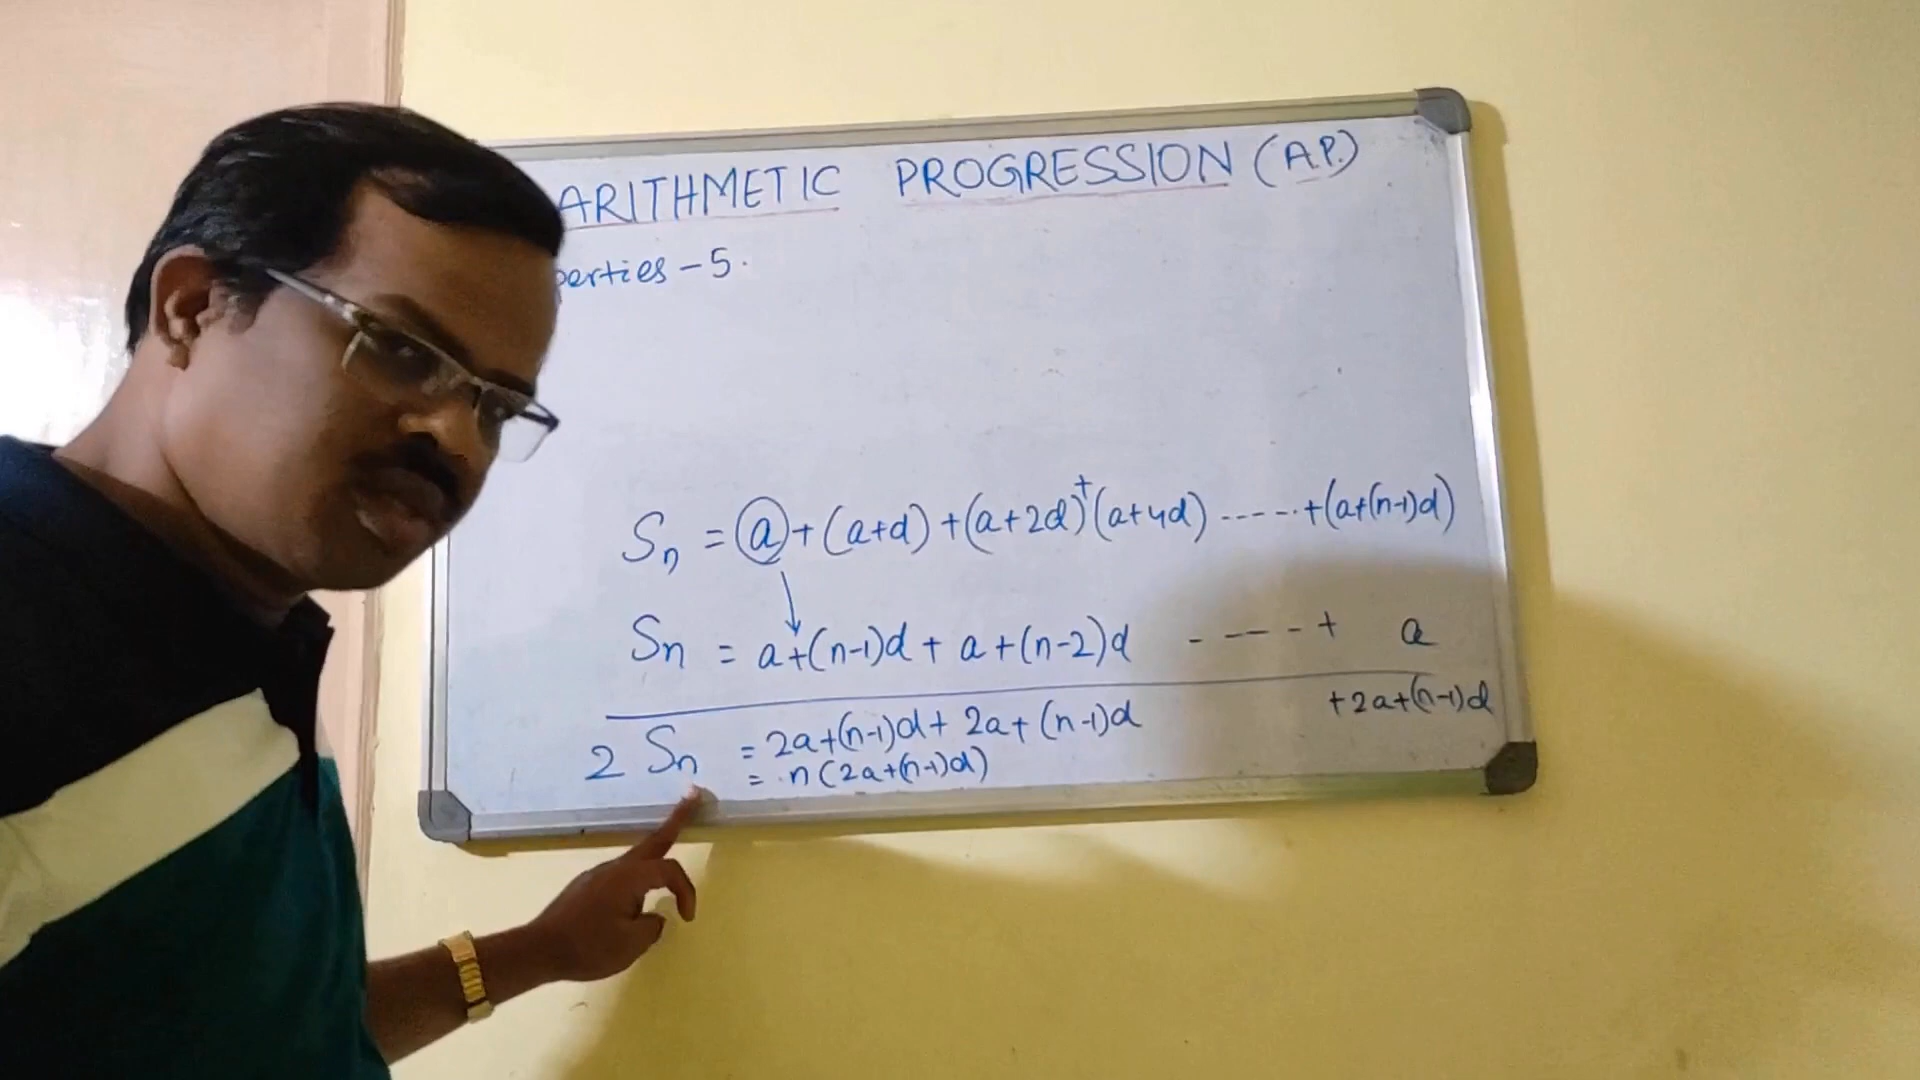 ARITHMETIC PROGRESSION (A.P.)
perties - 5.
Sn = a + (a+d) + (a+2d) + (a+4d) ------ + (a+(n-1)d)
Sn = a+(n-1)d + a+(n-2)d - --- - + a
2 Sn = 2a+(n-1)d + 2a+(n-1)d +2a+(n-1)d
= n(2a+(n-1)d)